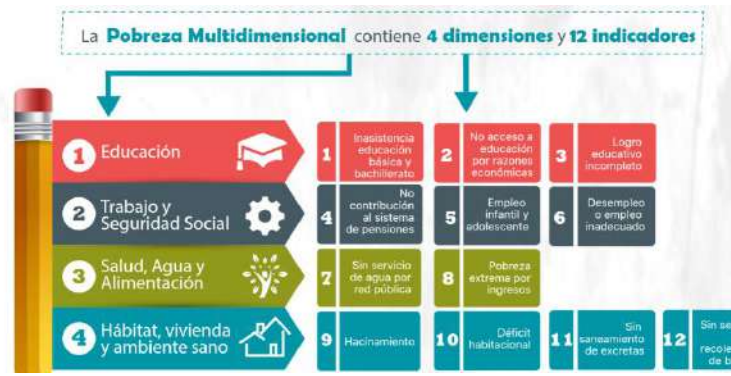 La Pobreza Multidimensional contiene 4 dimensiones y 12 indicadores
1 Educación
1 Inasistencia
educación
básica y
bachillerato
2 No acceso a
educación
por razones
económicas
3 Logro
educativo
incompleto
2 Trabajo y
Seguridad Social
4 No
contribución
al sistema
de pensiones
5 Empleo
infantil y
adolescente
6 Desempleo
o empleo
inadecuado
3 Salud, Agua y
Alimentación
7 Sin servicio
de agua por
red pública
8 Pobreza
extrema por
ingresos
4 Hábitat, vivienda
y ambiente sano
9 Hacinamiento
10 Déficit
habitacional
11 Sin
saneamiento
de excretas
12 Sin se
recole
de b